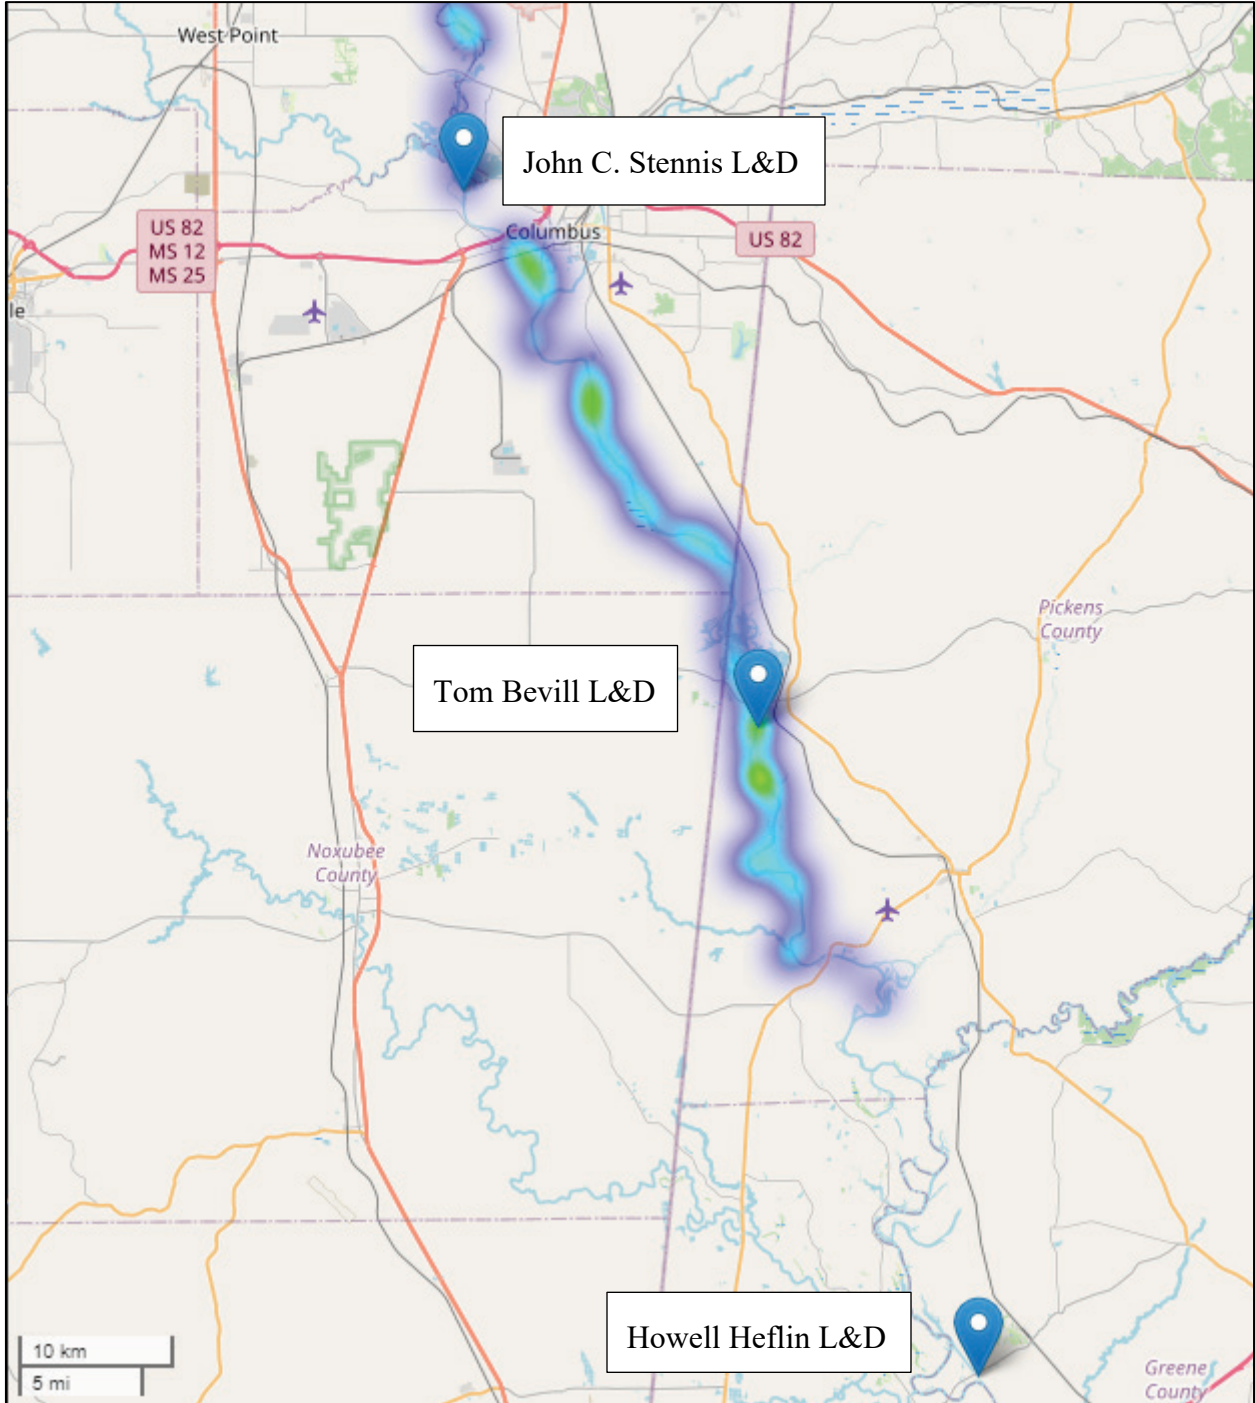 West Point
John C. Stennis L&D
Columbus
US 82
MS 12
MS 25
US 82
le
Pickens
County
Tom Bevill L&D
Noxubee
County
Howell Heflin L&D
10 km
5 mi
Greene
County